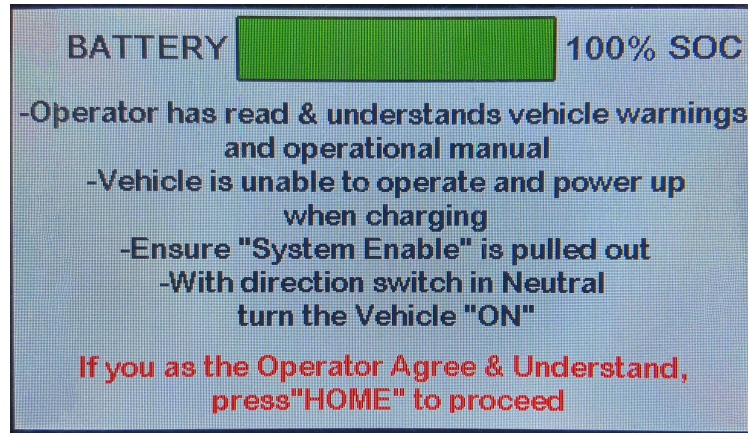 BATTERY 100% SOC
-Operator has read & understands vehicle warnings
and operational manual
-Vehicle is unable to operate and power up
when charging
-Ensure "System Enable" is pulled out
-With direction switch in Neutral
turn the Vehicle "ON"
If you as the Operator Agree & Understand,
press"HOME" to proceed